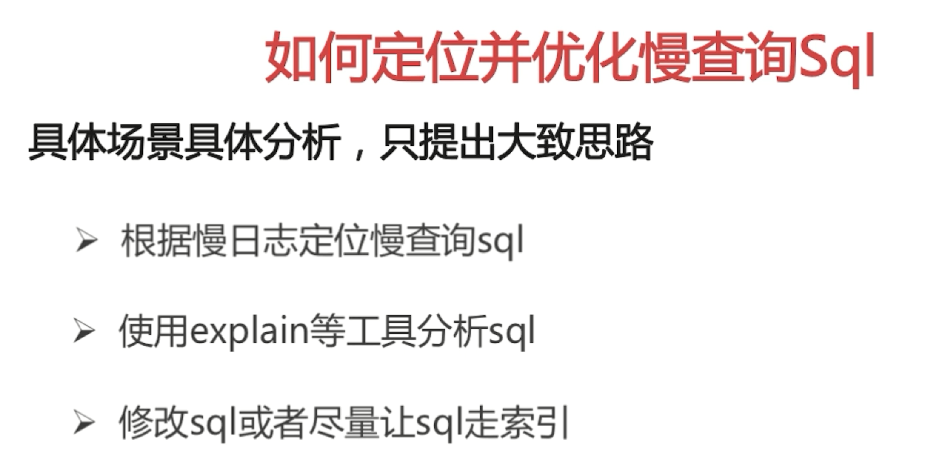 如何定位并优化慢查询Sql
具体场景具体分析，只提出大致思路
根据慢日志定位慢查询sql
使用explain等工具分析sql
修改sql或者尽量让sql走索引